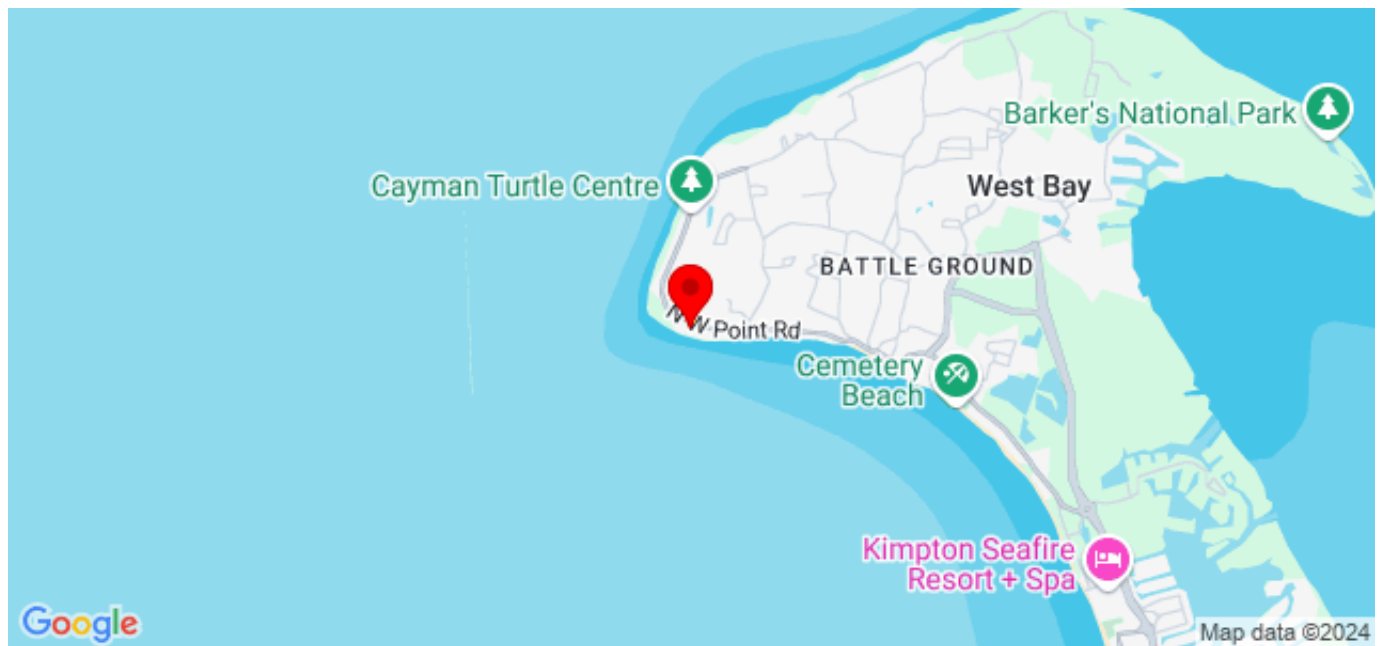 Barker's National Park
Cayman Turtle Centre
West Bay
BATTLE GROUND
NW Point Rd
Cemetery
Beach
Kimpton Seafire
Resort + Spa
Google
Map data ©2024